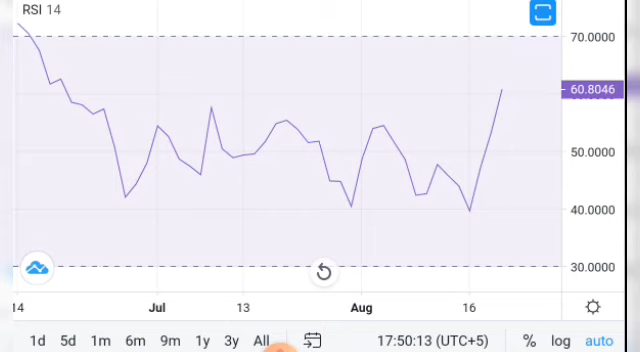 RSI 14
70.0000
60.8046
50.0000
40.0000
30.0000
14 Jul 13 Aug 16
1d 5d 1m 6m 9m 1y 3y All 17:50:13 (UTC+5) % log auto